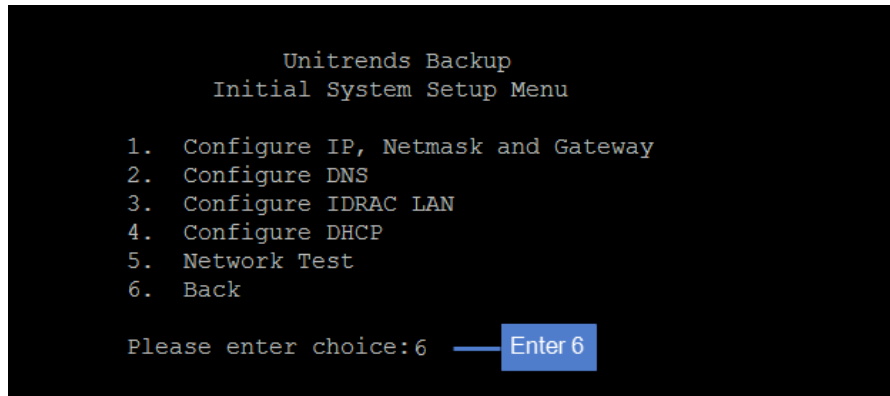 Unitrends Backup
Initial System Setup Menu
1. Configure IP, Netmask and Gateway
2. Configure DNS
3. Configure IDRAC LAN
4. Configure DHCP
5. Network Test
6. Back
Please enter choice:6
Enter 6